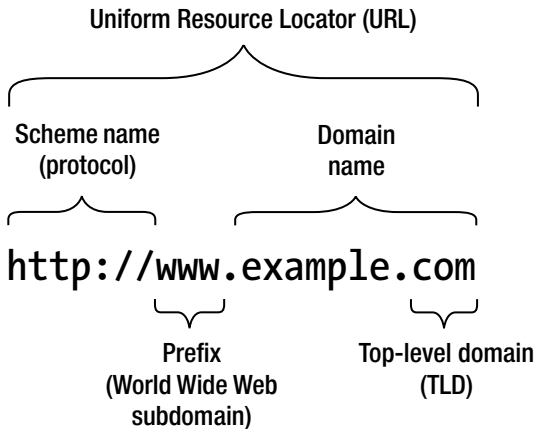 Uniform Resource Locator (URL)
Scheme name
(protocol)
Domain
name
http://www.example.com
Prefix
(World Wide Web
subdomain)
Top-level domain
(TLD)